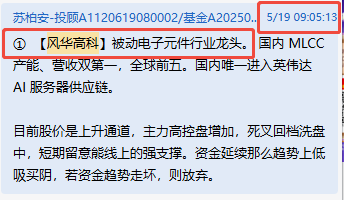 苏柏安-投顾A1120619080002/基金A20250... 5/19 09:05:13
① 【风华高科】被动电子元件行业龙头。国内 MLCC
产能、营收双第一，全球前五。国内唯一进入英伟达
AI 服务器供应链。
目前股价是上升通道，主力高控盘增加，死叉回档洗盘
中，短期留意能线上的强支撑。资金延续那么趋势上低
吸买阴，若资金趋势走坏，则放弃。